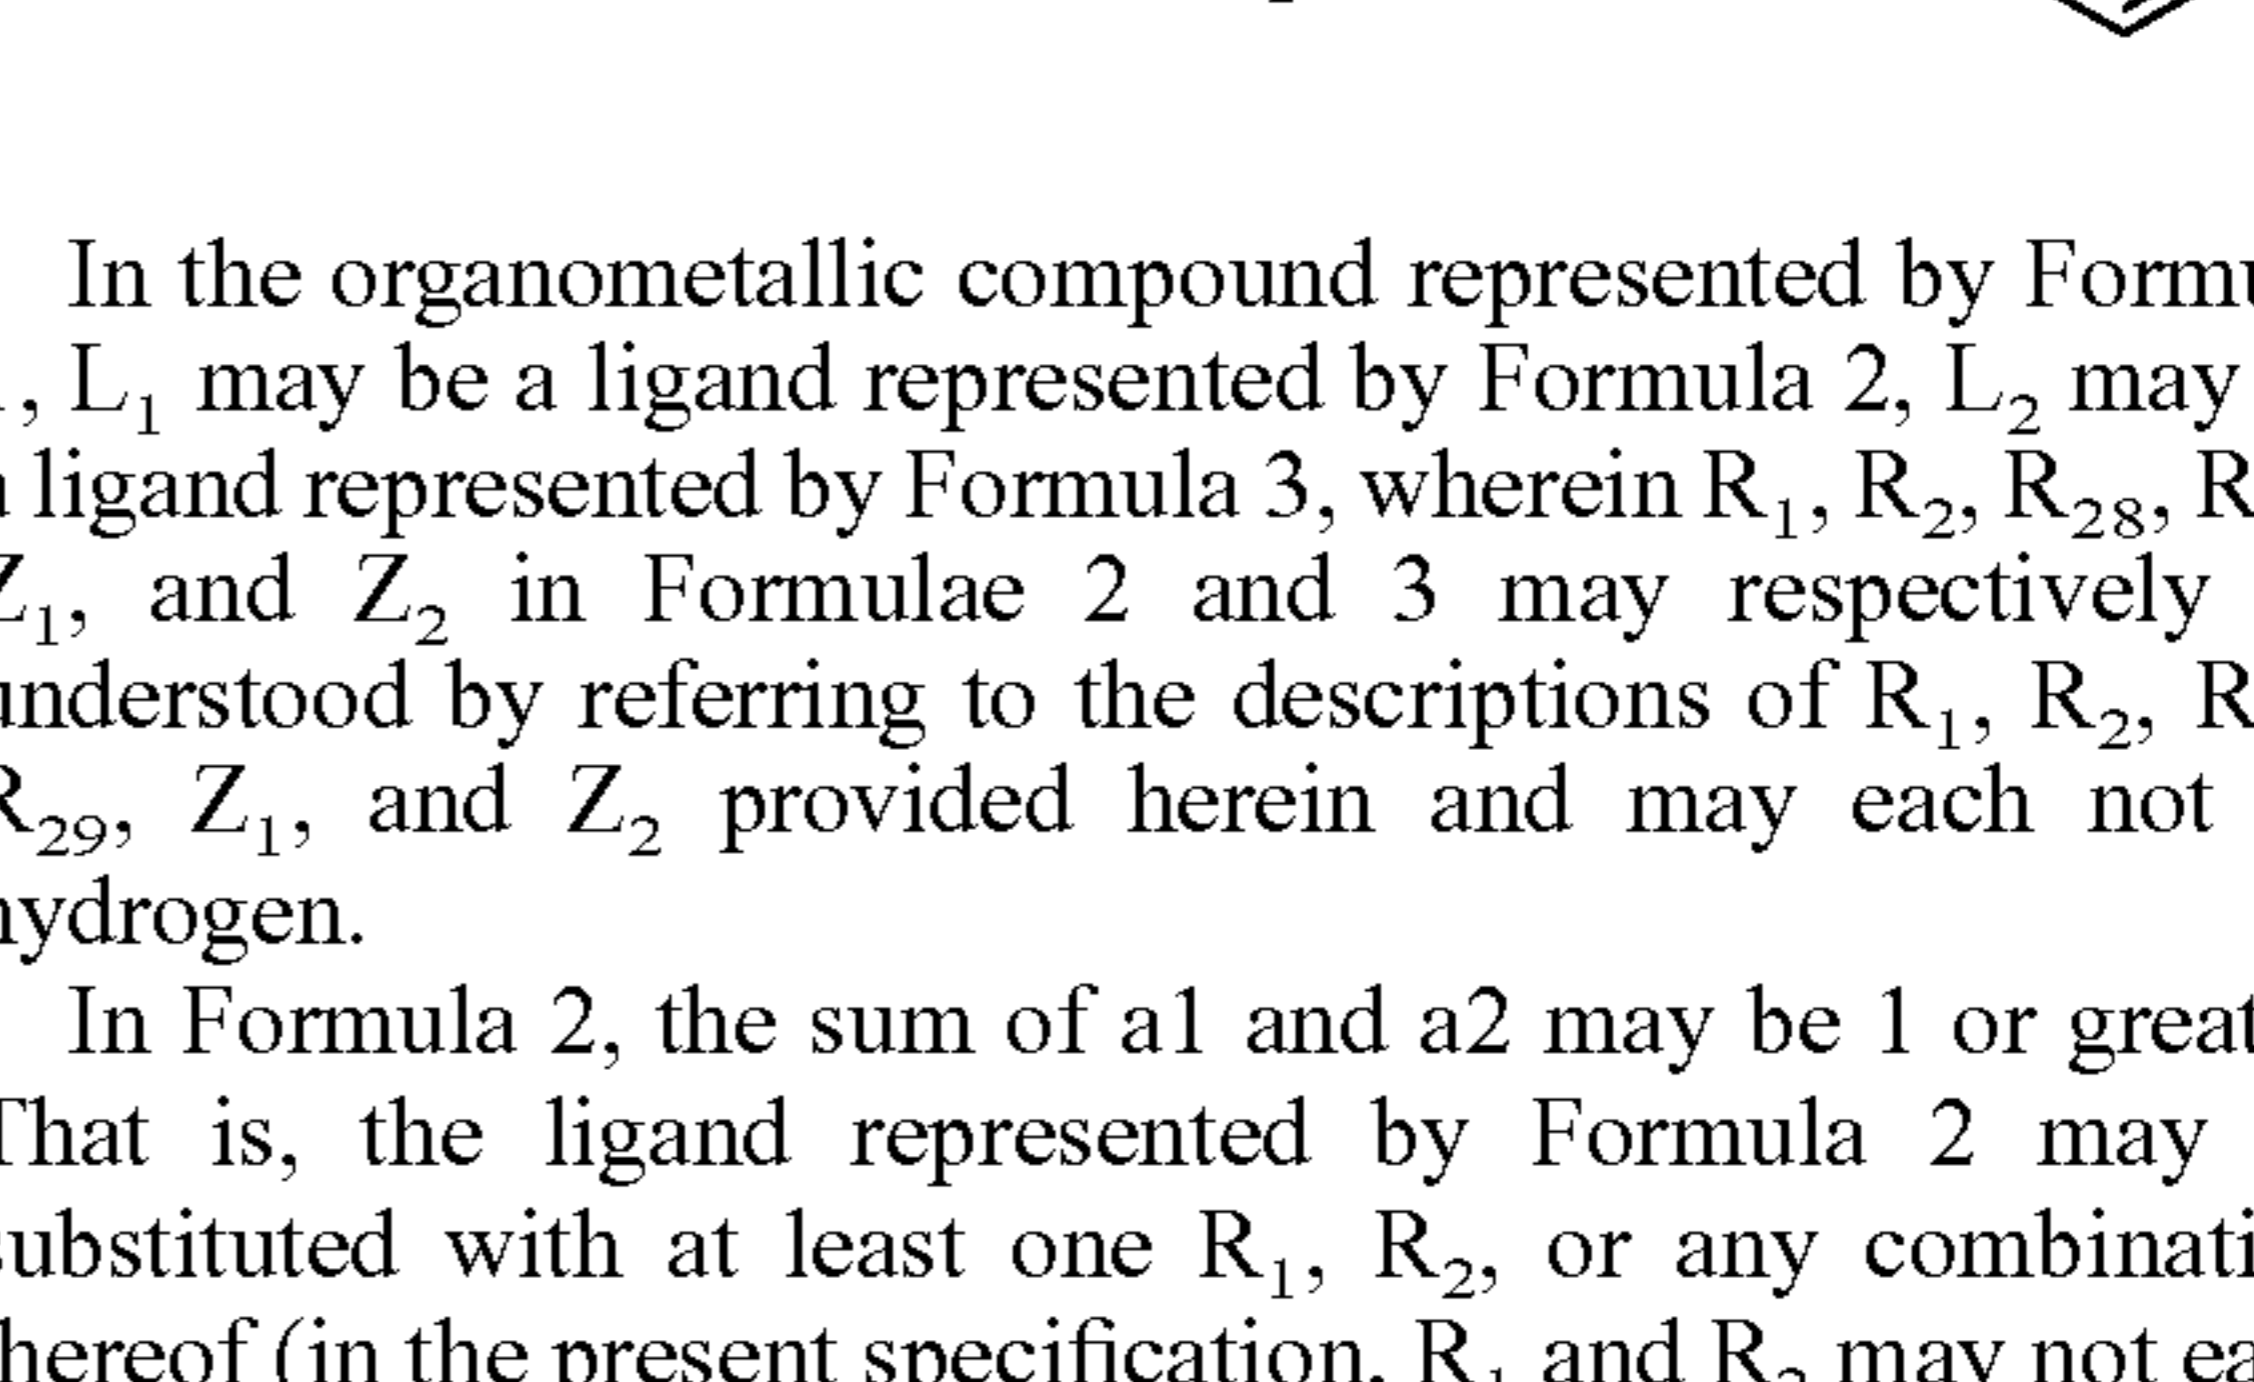 In the organometallic compound represented by Formu
, L₁ may be a ligand represented by Formula 2, L₂ may
ligand represented by Formula 3, wherein R₁, R₂, R₂₈, R
Z₁, and Z₂ in Formulae 2 and 3 may respectively
understood by referring to the descriptions of R₁, R₂, R
R₂₉, Z₁, and Z₂ provided herein and may each not
hydrogen.
In Formula 2, the sum of a1 and a2 may be 1 or great
That is, the ligand represented by Formula 2 may
substituted with at least one R₁, R₂, or any combinati
hereof (in the present specification, R₁ and R₂ may not ea